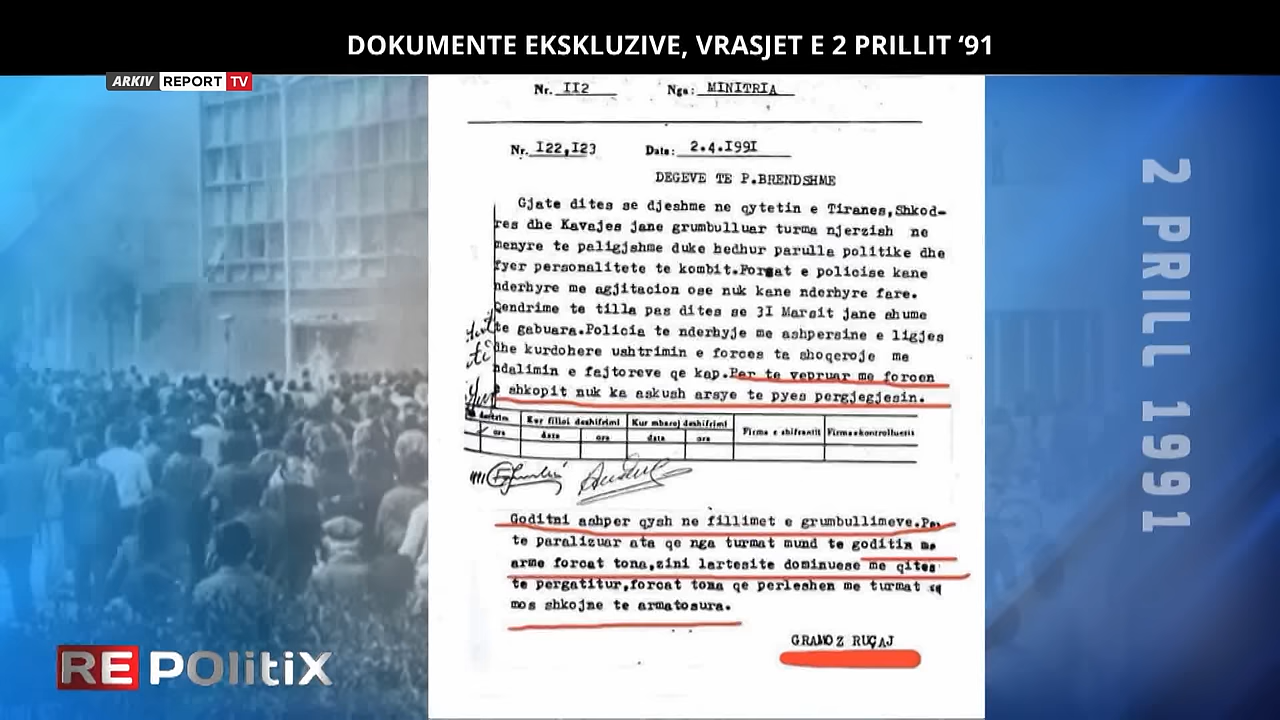 DOKUMENTE EKSKLUZIVE, VRASJET E 2 PRILLIT ‘91
ARKIV REPORT TV
Nr. II2 Nga: MINITRIA
Nr. I22,I23 Data: 2.4.I99I
DEGEVE TE P.BRENDSHME
Gjate dites se djeshme ne qytetin e Tiranes,Shkod-
res dhe Kavajes jane grumbulluar turma njerzish ne
menyre te paligjshme duke hedhur parulla politike dhe
fyer personalitete te kombit.Forcat e policise kane
nderhyre me agjitacion ose nuk kane nderhyre fare.
Qendrime te tilla pas dites se 3I Marsit jane shume
te gabuara.Policia te nderhyje me ashpersine e ligjes
dhe kurdohere ushtrimin e forces ta shoqeroje me
ndalimin e fajtoreve qe kap.Per te vepruar me forcen
e shkopit nuk ka askush arsye te pyes pergjegjesin.
Kur filloi deshifrimi Kur mbaroj deshifrimi Firma e shifrantit Firma e kontrolluesit
ora data ora data ora
Goditni ashper qysh ne fillimet e grumbullimeve.Per
te paralizuar ata qe nga turmat mund te goditin me
arme forcat tona,zini lartesite dominuese me qites
te pergatitur,forcat tona qe perleshen me turmat
mos shkojne te armatosura.
GRAMOZ RUÇAJ
2 PRILL 1991
REPOlitiX